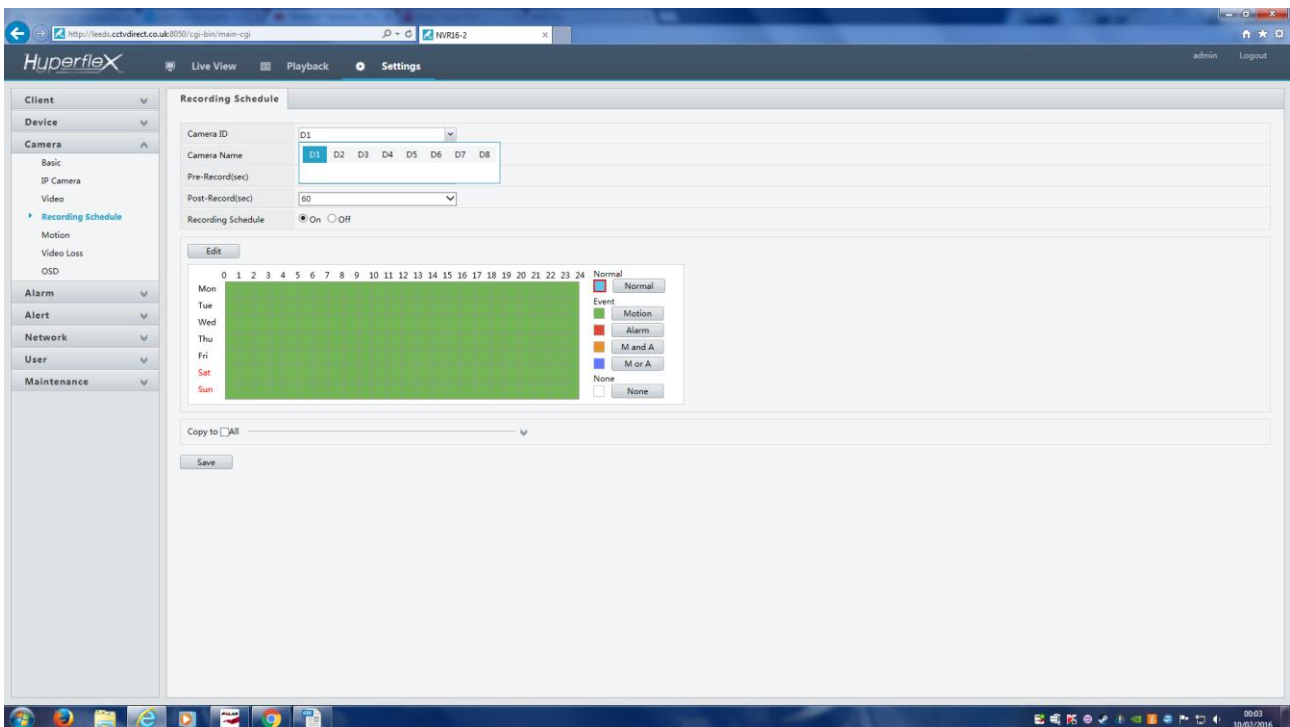 http://leeds.cctvdirect.co.uk:8050/cgi-bin/main-cgi
NVR16-2
HyperfleX
Live View
Playback
Settings
admin
Logout
Client
Device
Camera
Basic
IP Camera
Video
Recording Schedule
Motion
Video Loss
OSD
Alarm
Alert
Network
User
Maintenance
Recording Schedule
Camera ID D1
D1 D2 D3 D4 D5 D6 D7 D8
Camera Name
Pre-Record(sec)
Post-Record(sec) 60
Recording Schedule On Off
Edit
0 1 2 3 4 5 6 7 8 9 10 11 12 13 14 15 16 17 18 19 20 21 22 23 24
Mon
Tue
Wed
Thu
Fri
Sat
Sun
Normal
Normal
Event
Motion
Alarm
M and A
M or A
None
None
Copy to All
Save
00:03
10/02/2016